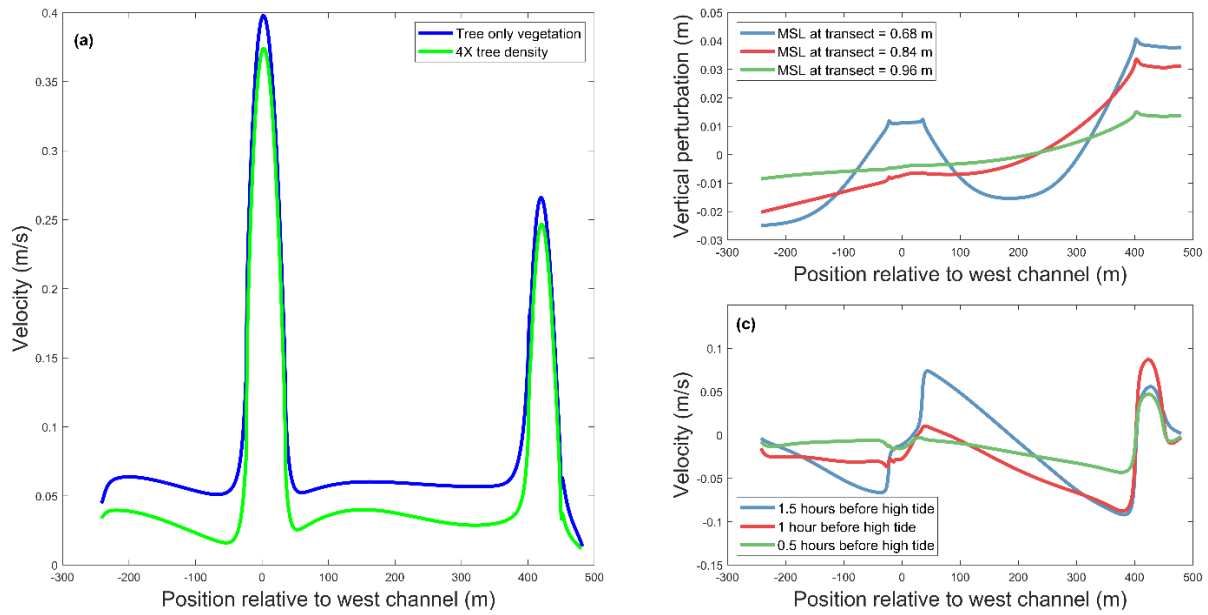 (a)
Tree only vegetation
4X tree density
0.4
0.35
0.3
0.25
0.2
0.15
0.1
0.05
0
Velocity (m/s)
-300 -200 -100 0 100 200 300 400 500
Position relative to west channel (m)
MSL at transect = 0.68 m
MSL at transect = 0.84 m
MSL at transect = 0.96 m
0.05
0.04
0.03
0.02
0.01
0
-0.01
-0.02
-0.03
Vertical perturbation (m)
-300 -200 -100 0 100 200 300 400 500
Position relative to west channel (m)
(c)
0.1
0.05
0
-0.05
-0.1
-0.15
Velocity (m/s)
1.5 hours before high tide
1 hour before high tide
0.5 hours before high tide
-300 -200 -100 0 100 200 300 400 500
Position relative to west channel (m)